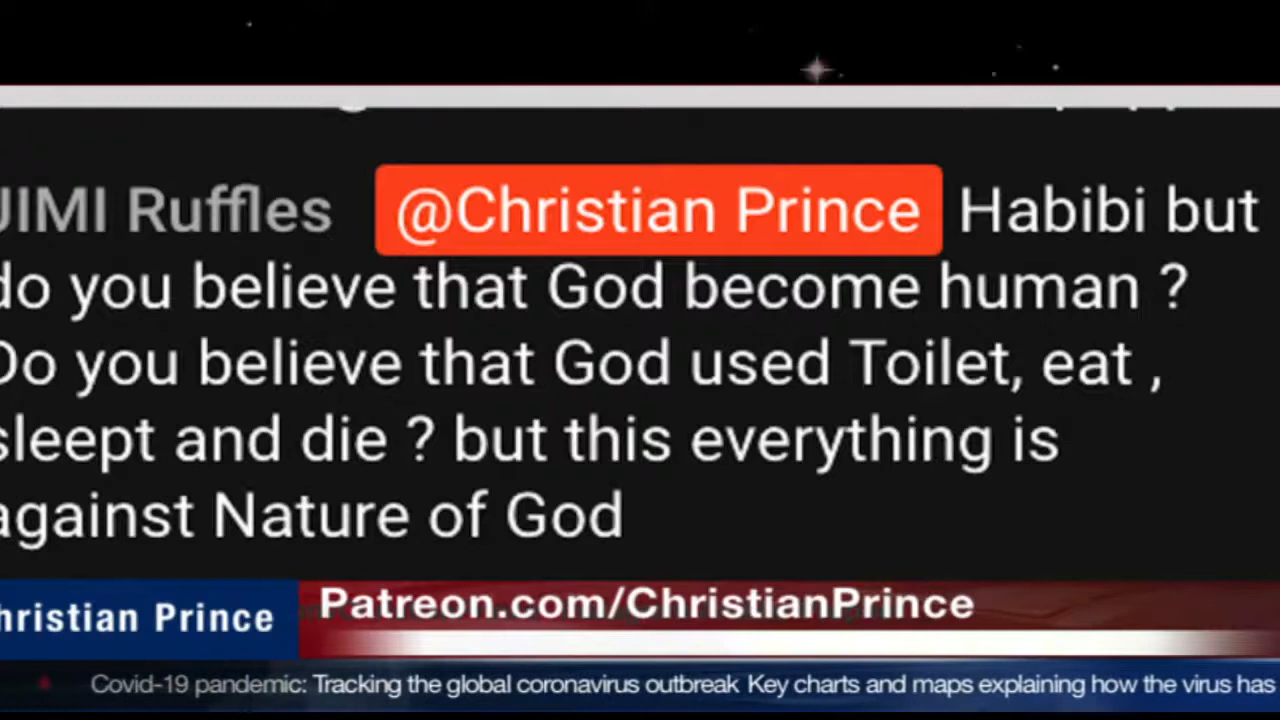 JIMI Ruffles @Christian Prince Habibi but
do you believe that God become human ?
Do you believe that God used Toilet, eat ,
sleept and die ? but this everything is
against Nature of God
hristian Prince Patreon.com/ChristianPrince
Covid-19 pandemic: Tracking the global coronavirus outbreak Key charts and maps explaining how the virus has